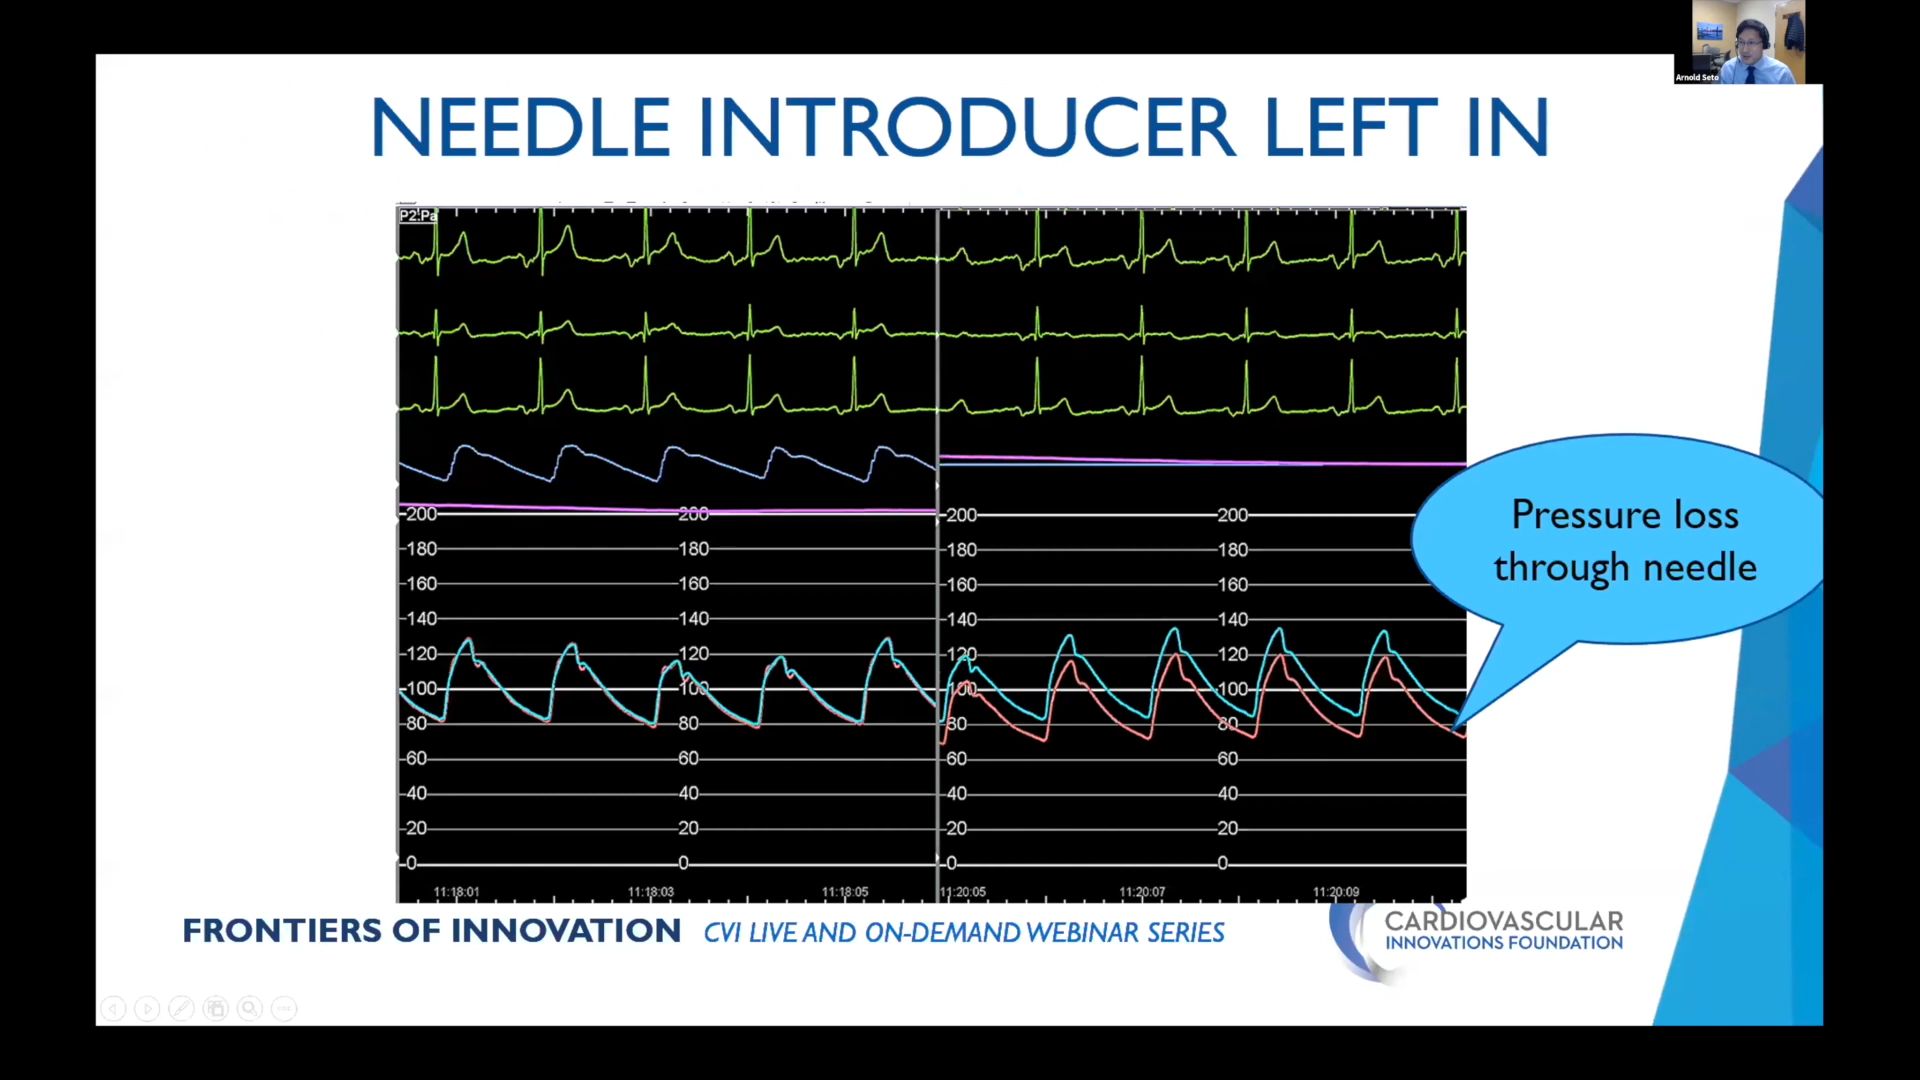 Arnold Seto
NEEDLE INTRODUCER LEFT IN
P2!Pa
200 200 200 200
180 180 180 180
160 160 160 160
140 140 140 140
120 120 120 120
100 100 100 100
80 80 80 80
60 60 60 60
40 40 40 40
20 20 20 20
0 0 0 0
11:18:01 11:18:03 11:18:05 11:20:05 11:20:07 11:20:09
Pressure loss
through needle
FRONTIERS OF INNOVATION CVI LIVE AND ON-DEMAND WEBINAR SERIES
CARDIOVASCULAR
INNOVATIONS FOUNDATION